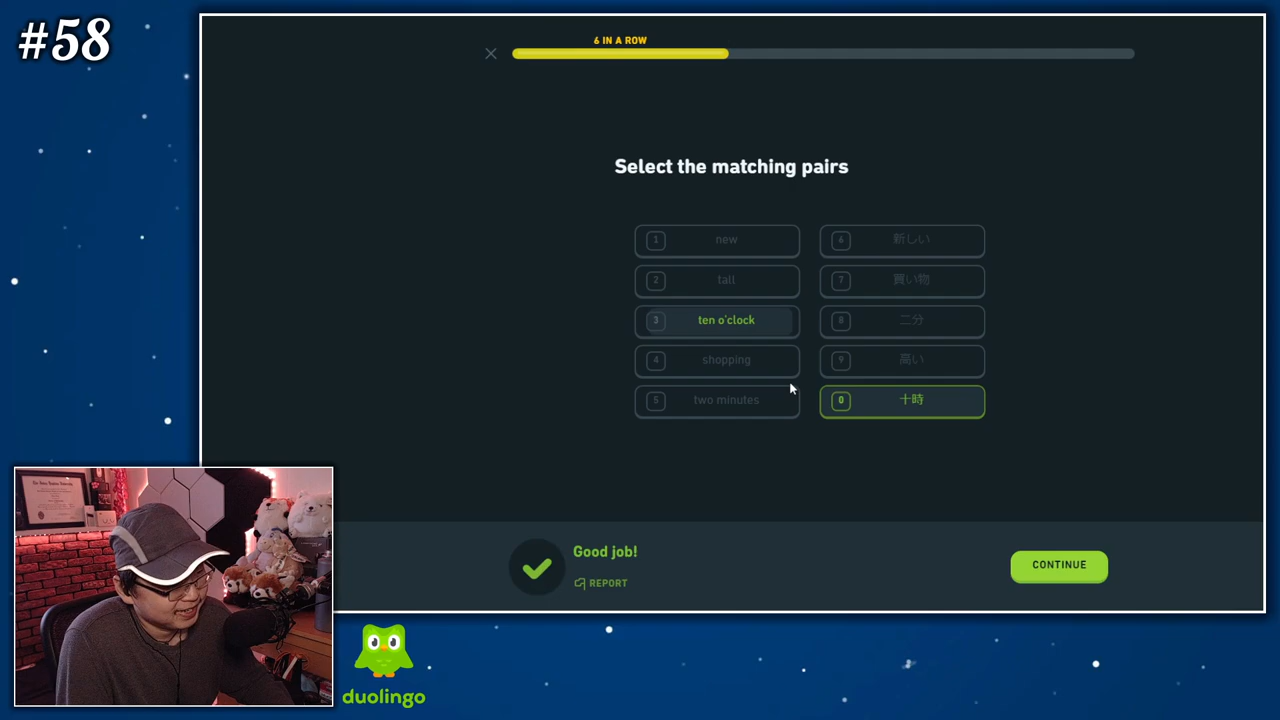 #58
6 IN A ROW
Select the matching pairs
1 new
6 新しい
2 tall
7 買い物
3 ten o'clock
8 二分
4 shopping
9 高い
5 two minutes
0 十時
Good job!
REPORT
CONTINUE
duolingo